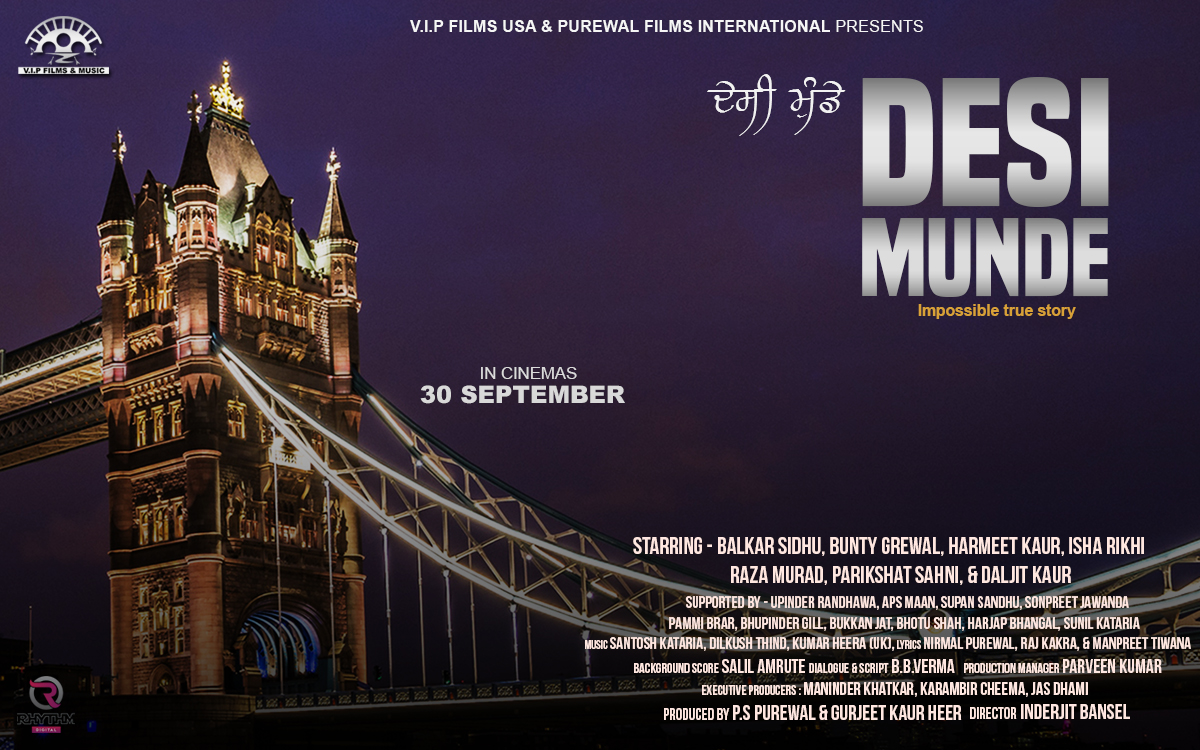 V.I.P FILMS & MUSIC
V.I.P FILMS USA & PUREWAL FILMS INTERNATIONAL PRESENTS
ਦੇਸੀ ਮੁੰਡੇ
DESI
MUNDE
Impossible true story
IN CINEMAS
30 SEPTEMBER
STARRING - BALKAR SIDHU, BUNTY GREWAL, HARMEET KAUR, ISHA RIKHI
RAZA MURAD, PARIKSHAT SAHNI, & DALJIT KAUR
SUPPORTED BY - UPINDER RANDHAWA, APS MAAN, SUPAN SANDHU, SONPREET JAWANDA
PAMMI BRAR, BHUPINDER GILL, BUKKAN JAT, BHOTU SHAH, HARJAP BHANGAL, SUNIL KATARIA
MUSIC SANTOSH KATARIA, DILKUSH THIND, KUMAR HEERA (UK), LYRICS NIRMAL PUREWAL, RAJ KAKRA, & MANPREET TIWANA
BACKGROUND SCORE SALIL AMRUTE DIALOGUE & SCRIPT B.B.VERMA PRODUCTION MANAGER PARVEEN KUMAR
EXECUTIVE PRODUCERS : MANINDER KHATKAR, KARAMBIR CHEEMA, JAS DHAMI
PRODUCED BY P.S PUREWAL & GURJEET KAUR HEER DIRECTOR INDERJIT BANSEL
RHYTHM
DIGITAL